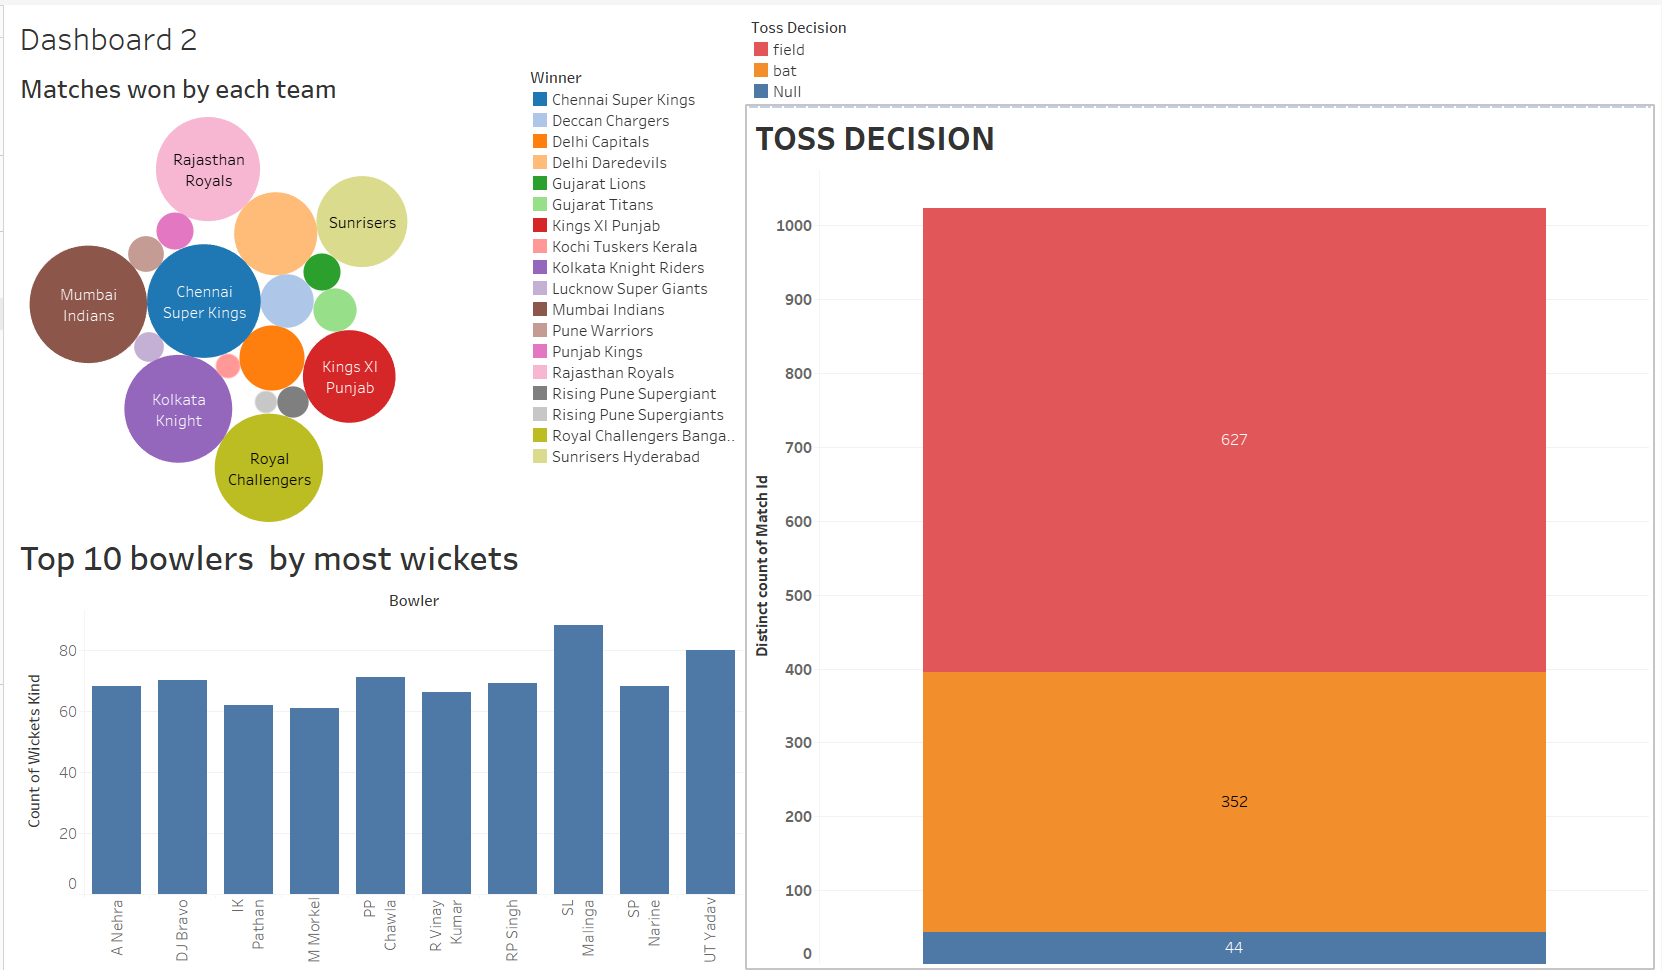 Dashboard 2
Matches won by each team
Rajasthan
Royals
Sunrisers
Mumbai
Indians
Chennai
Super Kings
Kings XI
Punjab
Kolkata
Knight
Royal
Challengers
Winner
Chennai Super Kings
Deccan Chargers
Delhi Capitals
Delhi Daredevils
Gujarat Lions
Gujarat Titans
Kings XI Punjab
Kochi Tuskers Kerala
Kolkata Knight Riders
Lucknow Super Giants
Mumbai Indians
Pune Warriors
Punjab Kings
Rajasthan Royals
Rising Pune Supergiant
Rising Pune Supergiants
Royal Challengers Banga..
Sunrisers Hyderabad
Top 10 bowlers  by most wickets
Bowler
Count of Wickets Kind
80
60
40
20
0
A Nehra
DJ Bravo
IK
Pathan
M Morkel
PP
Chawla
R Vinay
Kumar
RP Singh
SL
Malinga
SP
Narine
UT Yadav
Toss Decision
field
bat
Null
TOSS DECISION
Distinct count of Match Id
1000
900
800
700
600
500
400
300
200
100
0
627
352
44